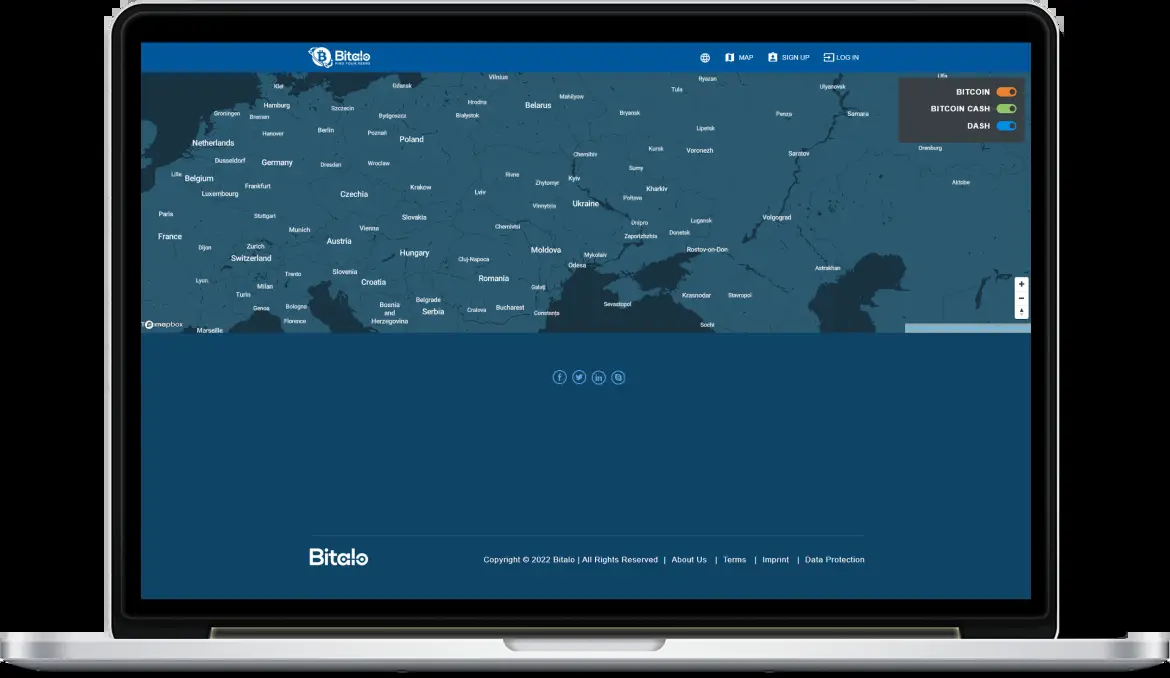 Bitalo
FIND YOUR PEERS
MAP
SIGN UP
LOG IN
BITCOIN
BITCOIN CASH
DASH
Kiel
Gdansk
Vilnius
Ryazan
Ufa
Ulyanovsk
Hamburg
Groningen
Bremen
Szczecin
Bydgoszcz
Hrodna
Bialystok
Belarus
Mahilyow
Tula
Bryansk
Penza
Samara
Hanover
Berlin
Poznań
Poland
Lipetsk
Netherlands
Dusseldorf
Germany
Dresden
Wroclaw
Chernihiv
Kursk
Voronezh
Saratov
Orenburg
Lille
Belgium
Frankfurt
Luxembourg
Czechia
Krakow
Lviv
Rivne
Zhytomyr
Kyiv
Sumy
Kharkiv
Poltava
Aktobe
Paris
Stuttgart
Slovakia
Vinnytsia
Ukraine
France
Dijon
Munich
Vienna
Chernivtsi
Dnipro
Luhansk
Volgograd
Zurich
Austria
Zaporizhzhia
Donetsk
Switzerland
Hungary
Cluj-Napoca
Moldova
Mykolaiv
Odesa
Rostov-on-Don
Astrakhan
Lyon
Trento
Slovenia
Milan
Croatia
Romania
Galați
Turin
Genoa
Bologna
Bosnia
and
Herzegovina
Belgrade
Serbia
Craiova
Bucharest
Constanța
Sevastopol
Krasnodar
Stavropol
Florence
Marseille
Sochi
mapbox
Bitalo
Copyright © 2022 Bitalo | All Rights Reserved | About Us | Terms | Imprint | Data Protection